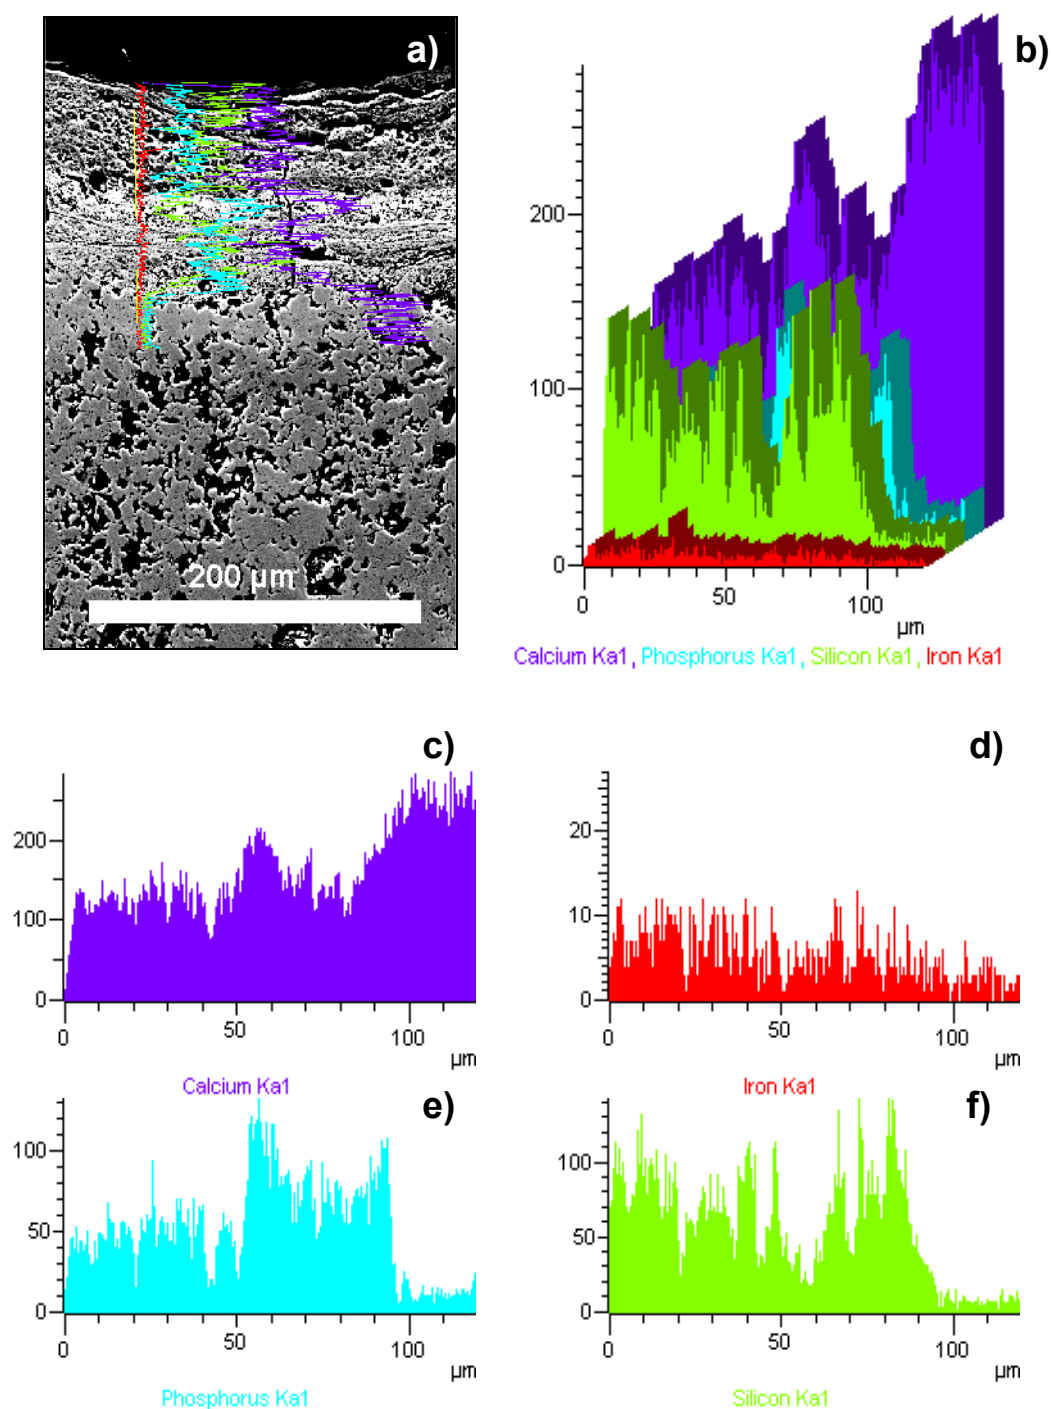 a)
200 µm
b)
200
100
0
0 50 100
µm
Calcium Ka1, Phosphorus Ka1, Silicon Ka1, Iron Ka1
c)
200
100
0
0 50 100
µm
Calcium Ka1
d)
20
10
0
0 50 100
µm
Iron Ka1
e)
100
50
0
0 50 100
µm
Phosphorus Ka1
f)
100
50
0
0 50 100
µm
Silicon Ka1